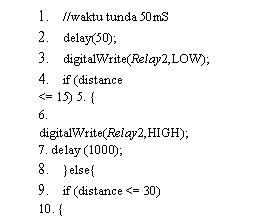 1. //waktu tunda 50mS
2. delay(50);
3. digitalWrite(Relay2,LOW);
4. if (distance
<= 15) 5. {
6.
digitalWrite(Relay2,HIGH);
7. delay (1000);
8. }else{
9. if (distance <= 30)
10. {